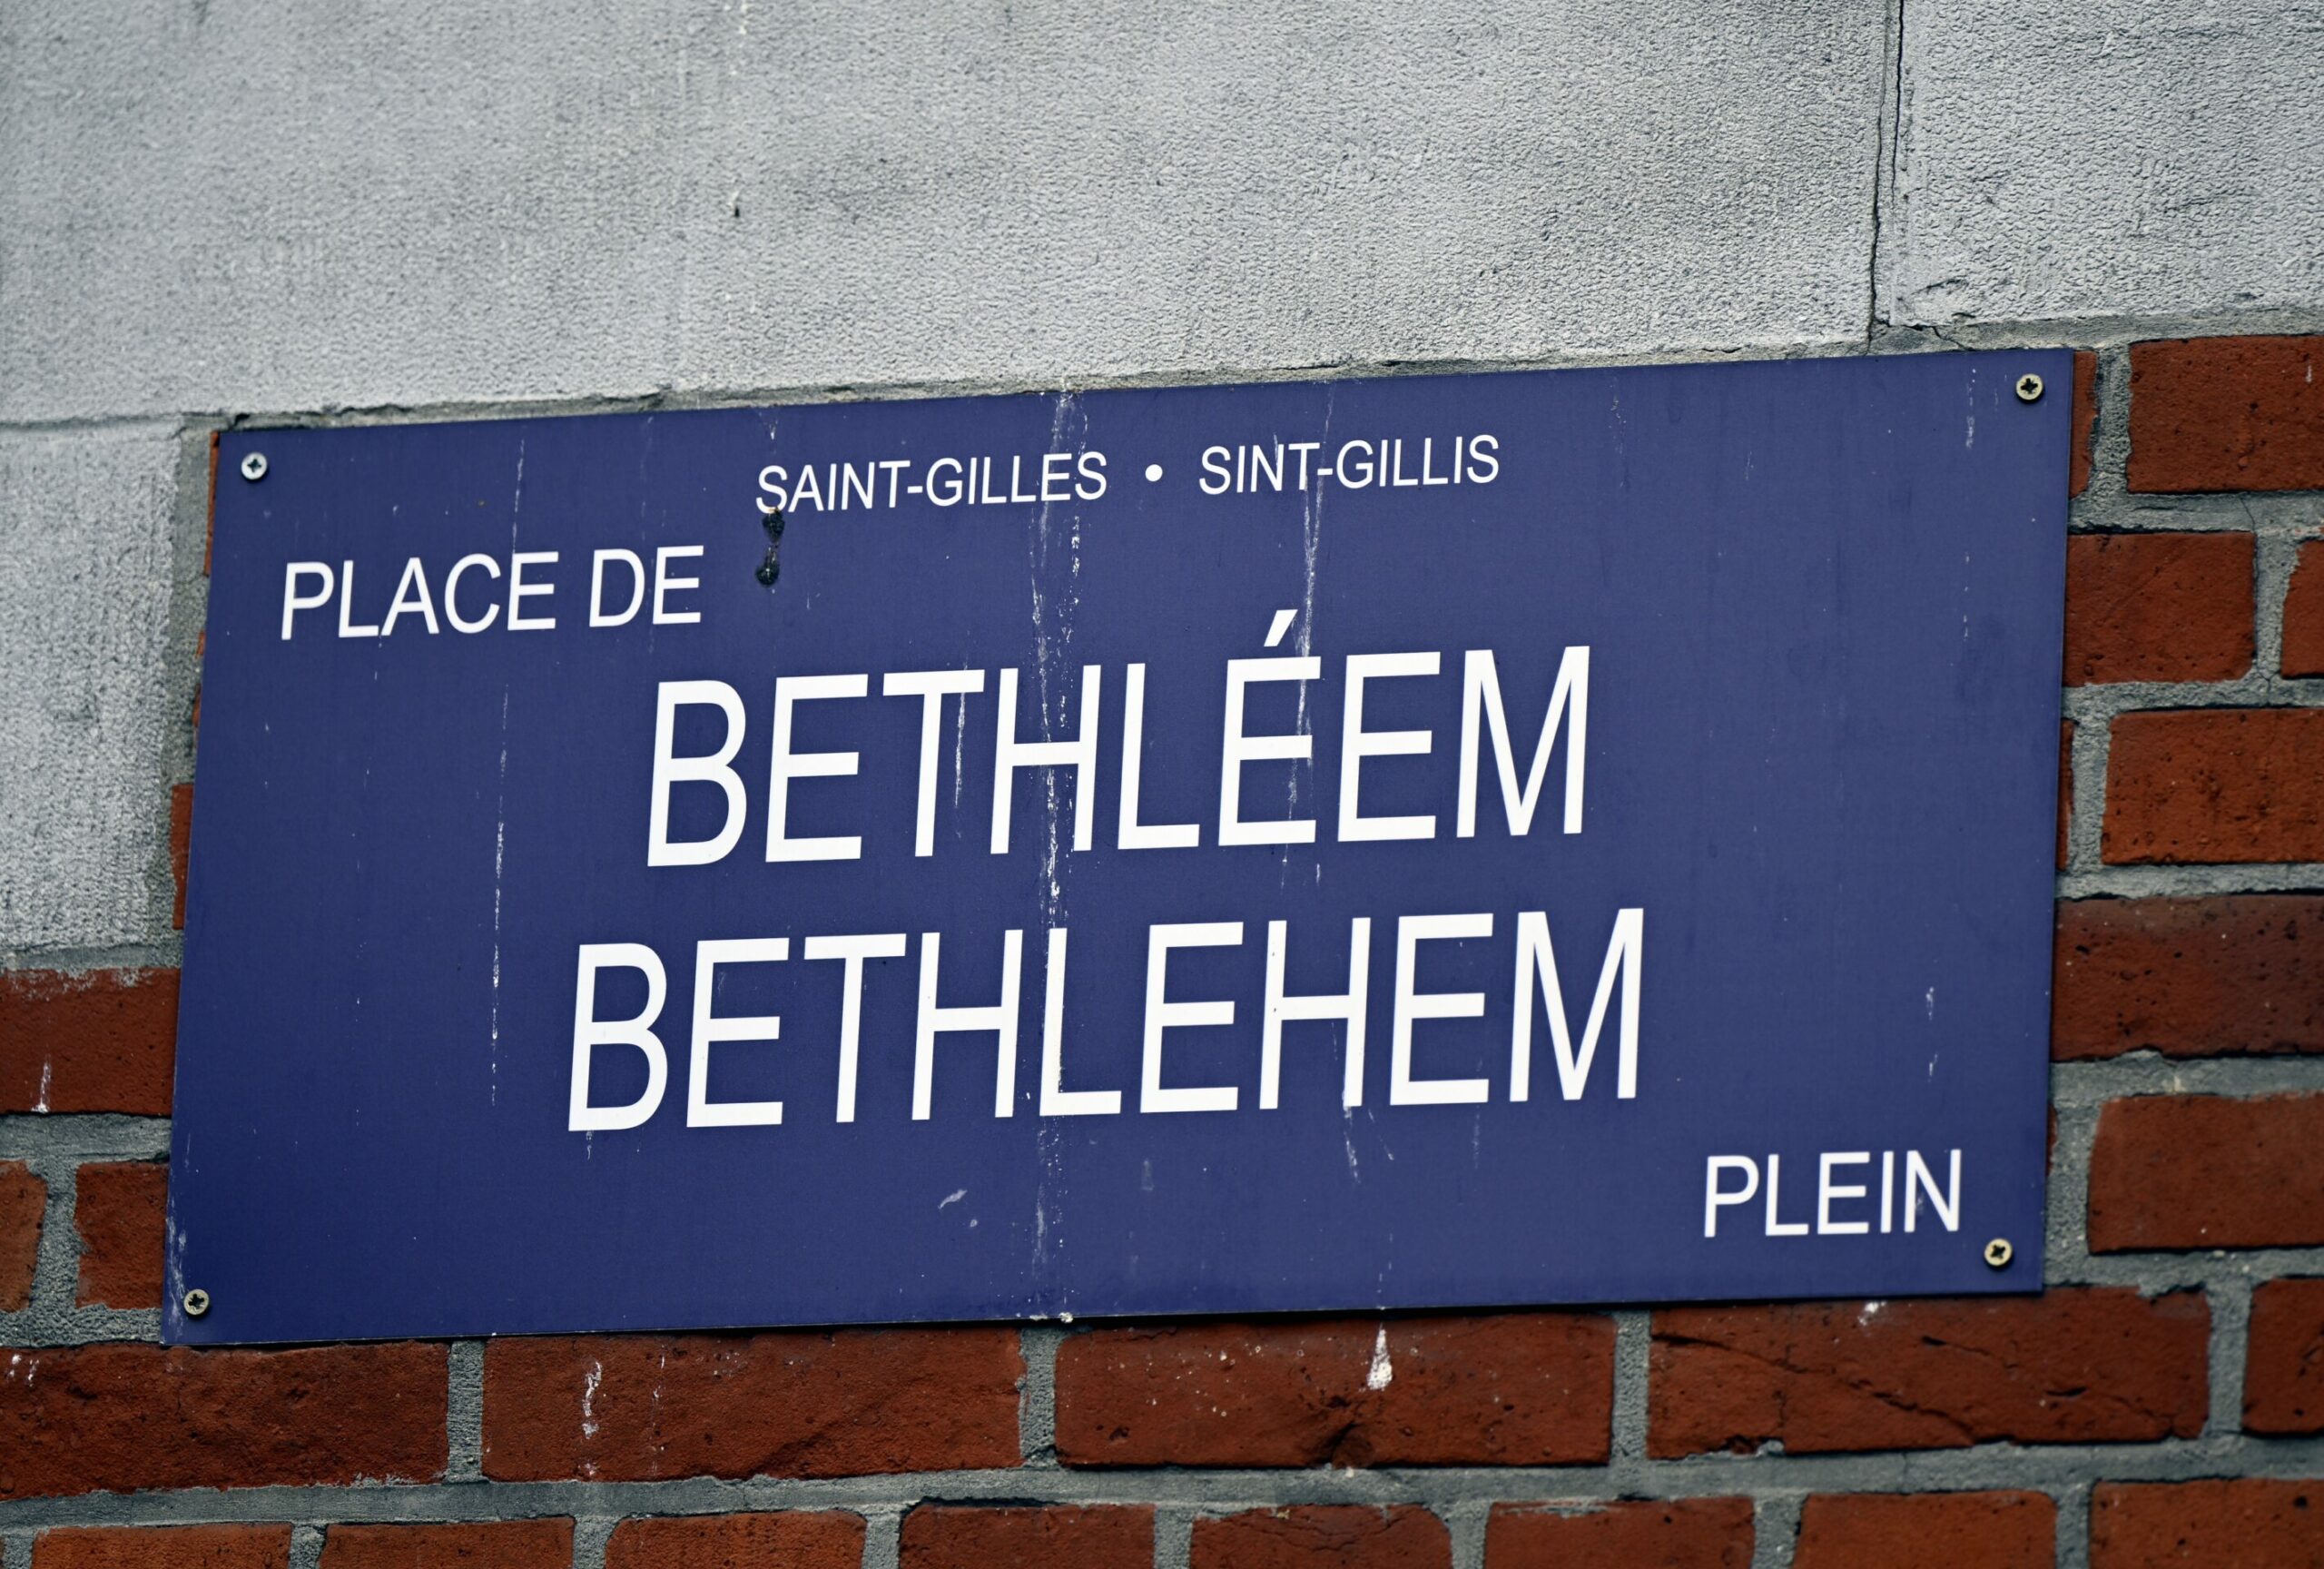 SAINT-GILLES • SINT-GILLIS
PLACE DE
BETHLÉEM
BETHLEHEM
PLEIN